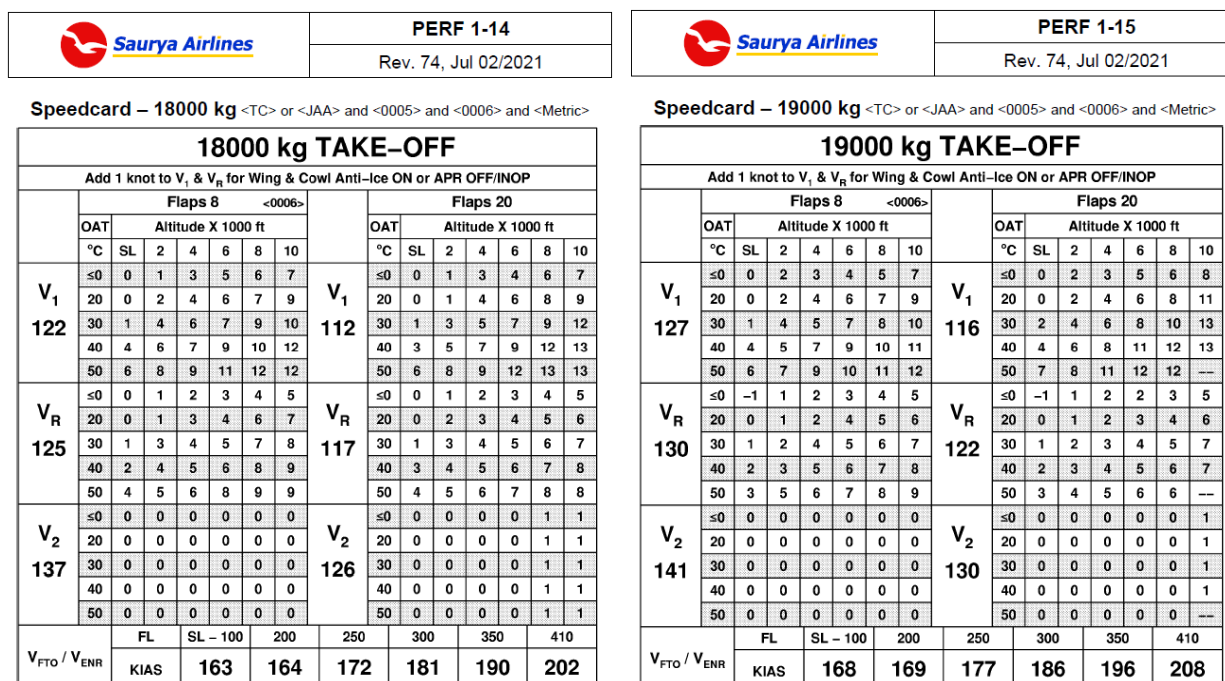 Saurya Airlines
PERF 1-14
Rev. 74, Jul 02/2021
Speedcard – 18000 kg <TC> or <JAA> and <0005> and <0006> and <Metric>
18000 kg TAKE–OFF
Add 1 knot to V1 & VR for Wing & Cowl Anti–Ice ON or APR OFF/INOP
Flaps 8 <0006> Flaps 20
OAT Altitude X 1000 ft OAT Altitude X 1000 ft
°C SL 2 4 6 8 10 °C SL 2 4 6 8 10
V1 122 V1 112
≤0 0 1 3 5 6 7 ≤0 0 1 3 4 6 7
20 0 2 4 6 7 9 20 0 1 4 6 8 9
30 1 4 6 7 9 10 30 1 3 5 7 9 12
40 4 6 7 9 10 12 40 3 5 7 9 12 13
50 6 8 9 11 12 12 50 6 8 9 12 13 13
VR 125 VR 117
≤0 0 1 2 3 4 5 ≤0 0 1 2 3 4 5
20 0 1 3 4 6 7 20 0 2 3 4 5 6
30 1 3 4 5 7 8 30 1 3 4 5 6 7
40 2 4 5 6 8 9 40 3 4 5 6 7 8
50 4 5 6 8 9 9 50 4 5 6 7 8 8
V2 137 V2 126
≤0 0 0 0 0 0 0 ≤0 0 0 0 0 1 1
20 0 0 0 0 0 0 20 0 0 0 0 1 1
30 0 0 0 0 0 0 30 0 0 0 0 1 1
40 0 0 0 0 0 0 40 0 0 0 0 1 1
50 0 0 0 0 0 0 50 0 0 0 0 1 1
VFTO / VENR
FL SL – 100 200 250 300 350 410
KIAS 163 164 172 181 190 202
Saurya Airlines
PERF 1-15
Rev. 74, Jul 02/2021
Speedcard – 19000 kg <TC> or <JAA> and <0005> and <0006> and <Metric>
19000 kg TAKE–OFF
Add 1 knot to V1 & VR for Wing & Cowl Anti–Ice ON or APR OFF/INOP
Flaps 8 <0006> Flaps 20
OAT Altitude X 1000 ft OAT Altitude X 1000 ft
°C SL 2 4 6 8 10 °C SL 2 4 6 8 10
V1 127 V1 116
≤0 0 2 3 4 5 7 ≤0 0 2 3 5 6 8
20 0 2 4 6 7 9 20 0 2 4 6 8 11
30 1 4 5 7 8 10 30 2 4 6 8 10 13
40 4 5 7 9 10 11 40 4 6 8 11 12 13
50 6 7 9 10 11 12 50 7 8 11 12 12 --
VR 130 VR 122
≤0 –1 1 2 3 4 5 ≤0 –1 1 2 2 3 5
20 0 1 2 4 5 6 20 0 1 2 3 4 6
30 1 2 4 5 6 7 30 1 2 3 4 5 7
40 2 3 5 6 7 8 40 2 3 4 5 6 7
50 3 5 6 7 8 9 50 3 4 5 6 6 --
V2 141 V2 130
≤0 0 0 0 0 0 0 ≤0 0 0 0 0 0 1
20 0 0 0 0 0 0 20 0 0 0 0 0 1
30 0 0 0 0 0 0 30 0 0 0 0 0 1
40 0 0 0 0 0 0 40 0 0 0 0 0 1
50 0 0 0 0 0 0 50 0 0 0 0 0 --
VFTO / VENR
FL SL – 100 200 250 300 350 410
KIAS 168 169 177 186 196 208